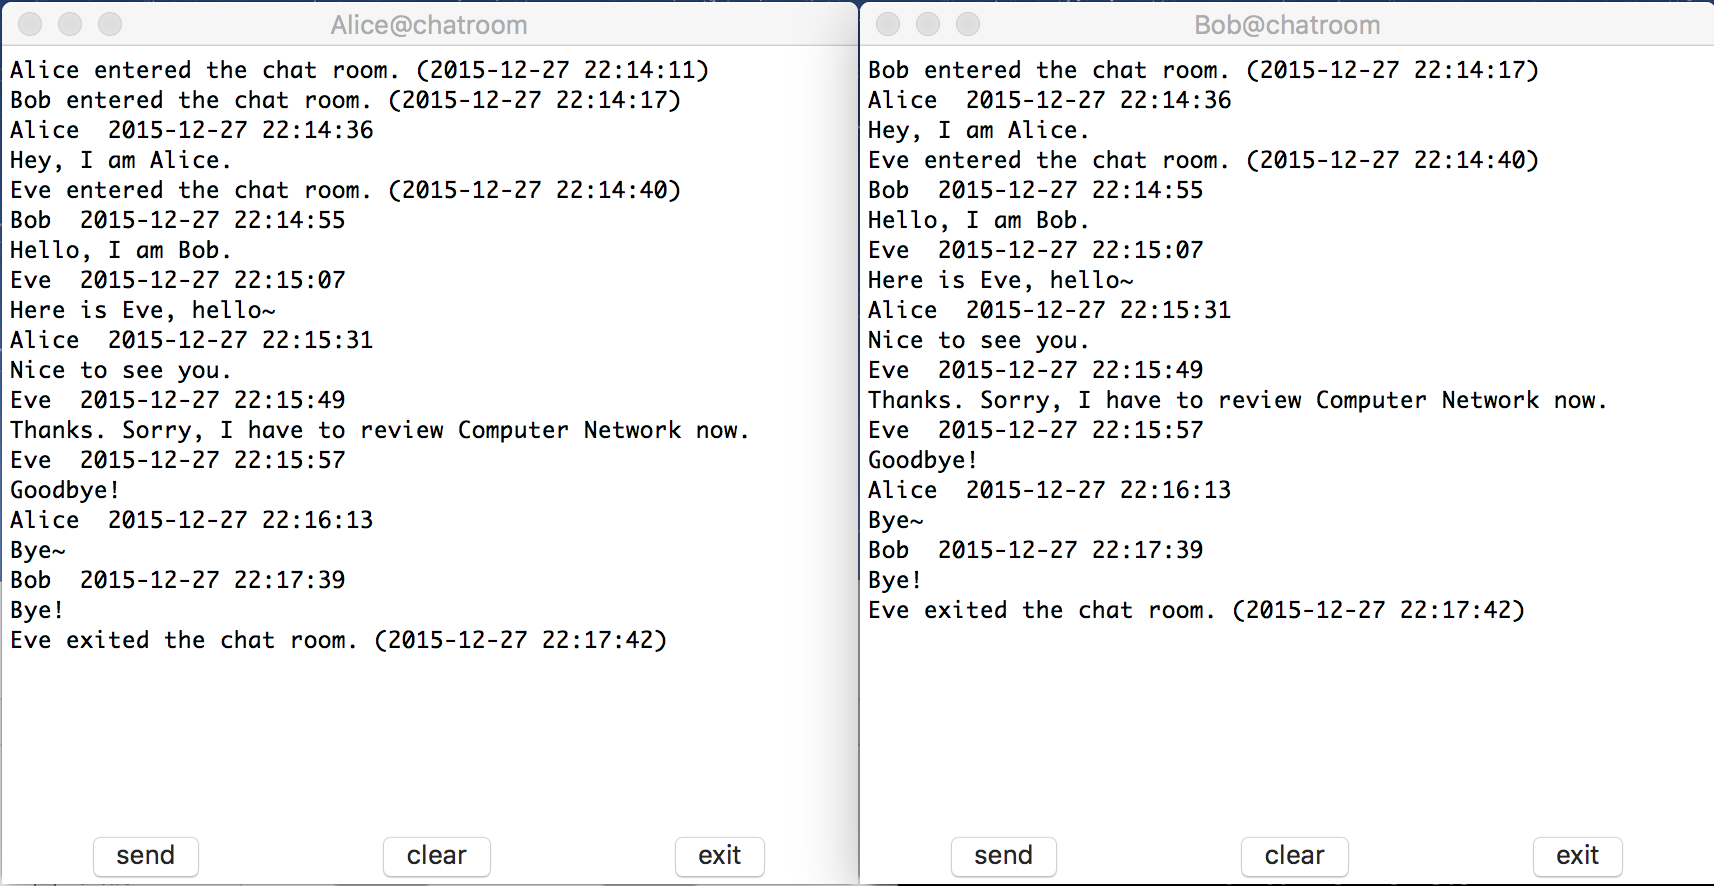 Alice@chatroom
Alice entered the chat room. (2015-12-27 22:14:11)
Bob entered the chat room. (2015-12-27 22:14:17)
Alice  2015-12-27 22:14:36
Hey, I am Alice.
Eve entered the chat room. (2015-12-27 22:14:40)
Bob  2015-12-27 22:14:55
Hello, I am Bob.
Eve  2015-12-27 22:15:07
Here is Eve, hello~
Alice  2015-12-27 22:15:31
Nice to see you.
Eve  2015-12-27 22:15:49
Thanks. Sorry, I have to review Computer Network now.
Eve  2015-12-27 22:15:57
Goodbye!
Alice  2015-12-27 22:16:13
Bye~
Bob  2015-12-27 22:17:39
Bye!
Eve exited the chat room. (2015-12-27 22:17:42)
send clear exit
Bob@chatroom
Bob entered the chat room. (2015-12-27 22:14:17)
Alice  2015-12-27 22:14:36
Hey, I am Alice.
Eve entered the chat room. (2015-12-27 22:14:40)
Bob  2015-12-27 22:14:55
Hello, I am Bob.
Eve  2015-12-27 22:15:07
Here is Eve, hello~
Alice  2015-12-27 22:15:31
Nice to see you.
Eve  2015-12-27 22:15:49
Thanks. Sorry, I have to review Computer Network now.
Eve  2015-12-27 22:15:57
Goodbye!
Alice  2015-12-27 22:16:13
Bye~
Bob  2015-12-27 22:17:39
Bye!
Eve exited the chat room. (2015-12-27 22:17:42)
send clear exit